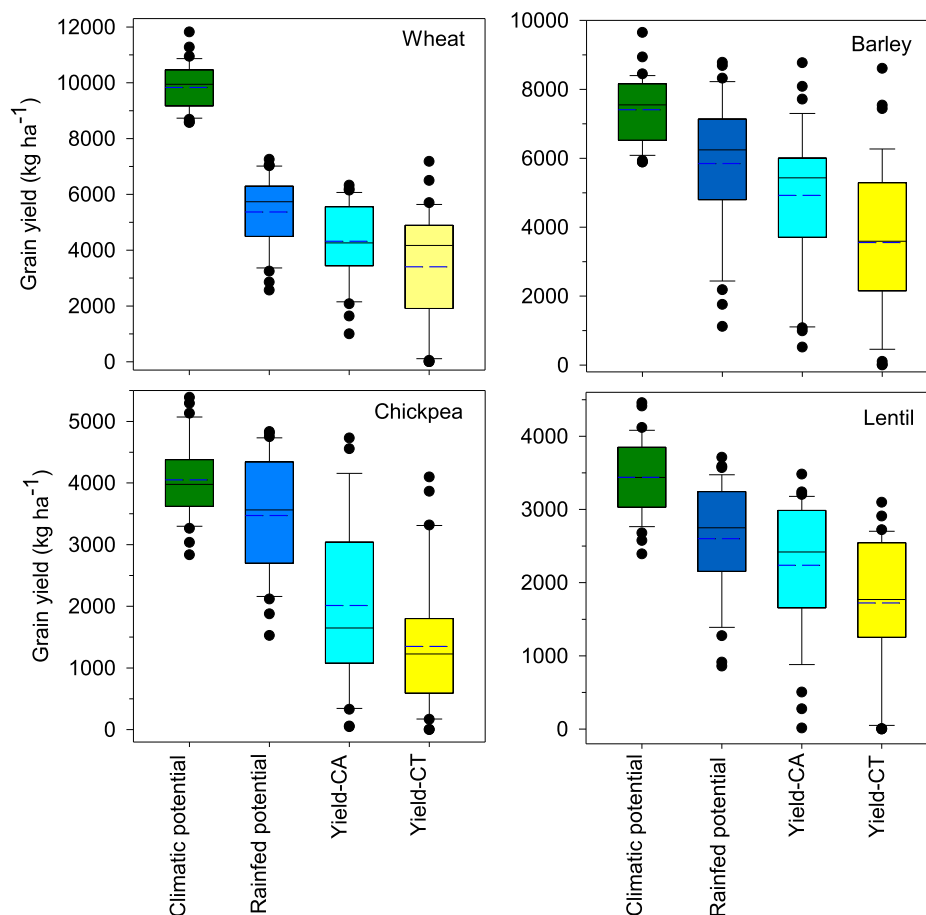 Wheat
Grain yield (kg ha⁻¹)
12000
10000
8000
6000
4000
2000
0
Barley
10000
8000
6000
4000
2000
0
Chickpea
Grain yield (kg ha⁻¹)
5000
4000
3000
2000
1000
0
Lentil
4000
3000
2000
1000
0
Climatic potential
Rainfed potential
Yield-CA
Yield-CT
Climatic potential
Rainfed potential
Yield-CA
Yield-CT